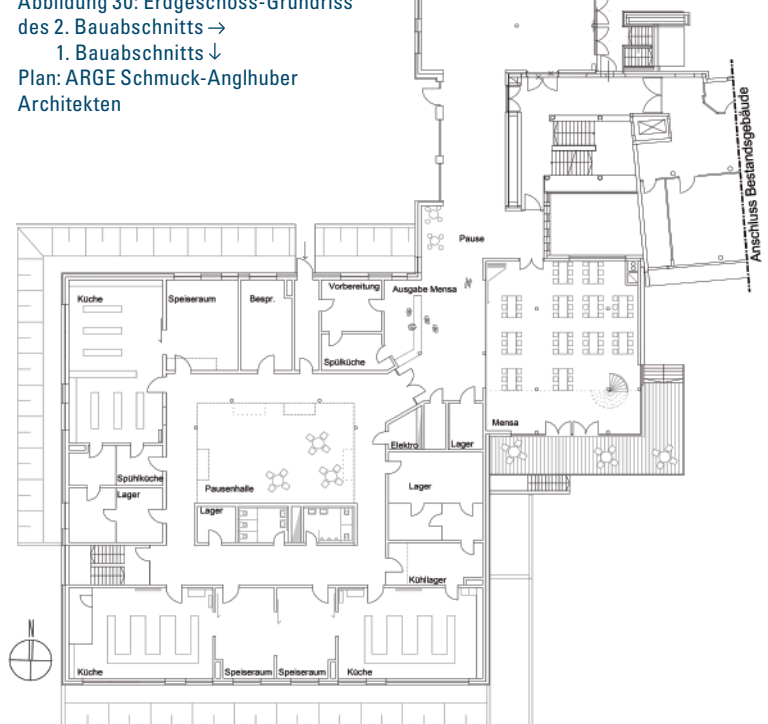 Abbildung 30: Erdgeschoss-Grundriss
des 2. Bauabschnitts →
1. Bauabschnitts ↓
Plan: ARGE Schmuck-Anglhuber
Architekten
Anschluss Bestandsgebäude
Pause
Küche
Speiseraum
Bespr.
Vorbereitung
Ausgabe Mensa
Spülküche
Mensa
Elektro
Lager
Spühlküche
Lager
Pausenhalle
Lager
Lager
Kühllager
N
Küche
Speiseraum
Speiseraum
Küche